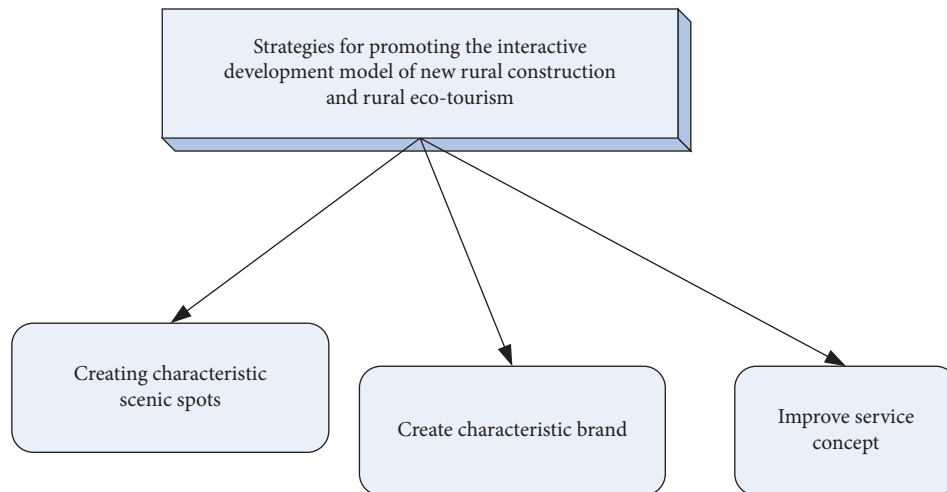 Strategies for promoting the interactive
development model of new rural construction
and rural eco-tourism
Creating characteristic
scenic spots
Create characteristic brand
Improve service
concept